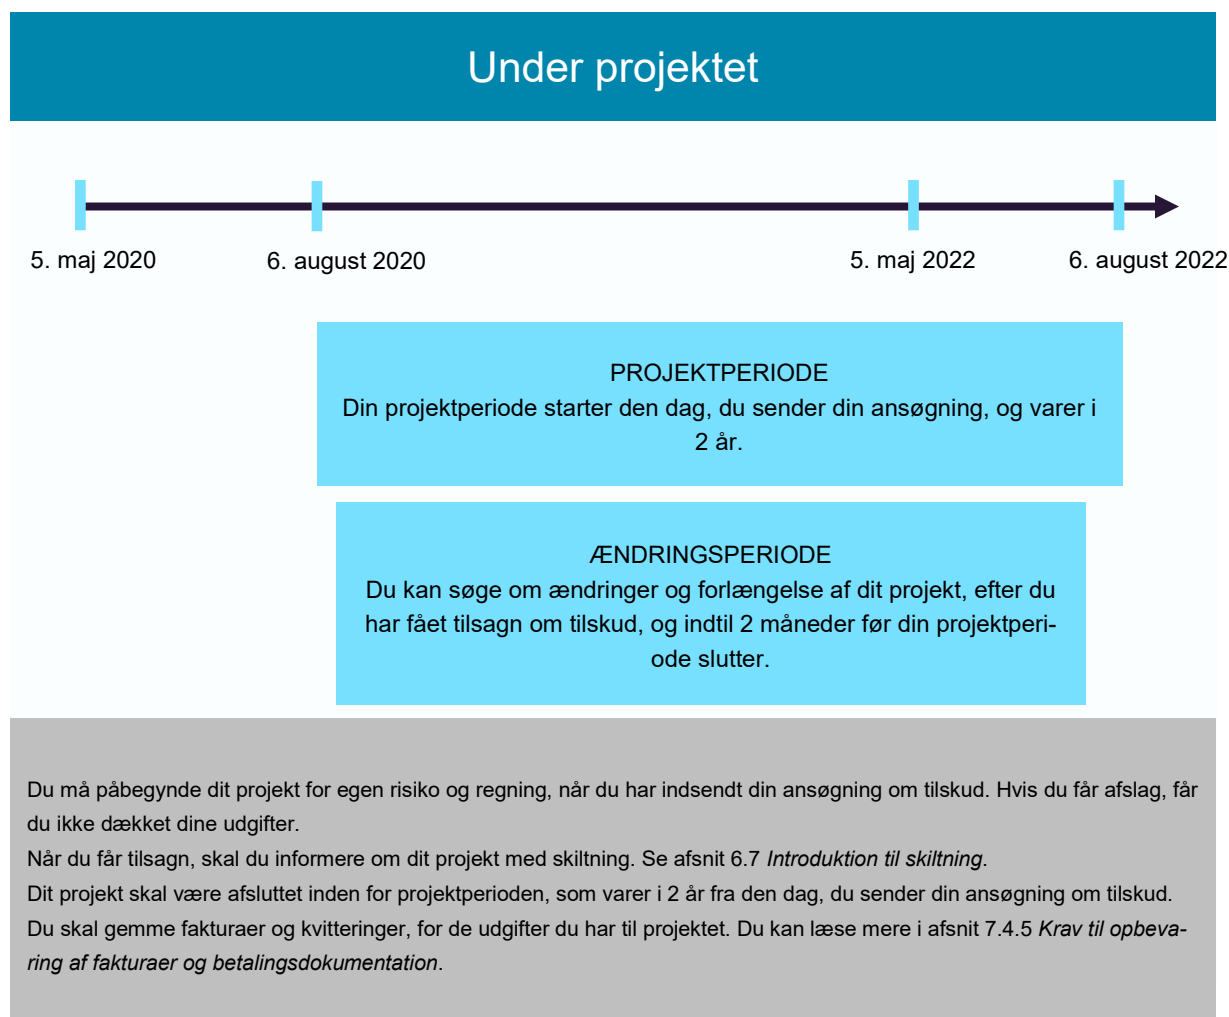 Under projektet
5. maj 2020
6. august 2020
5. maj 2022
6. august 2022
PROJEKTPERIODE
Din projektperiode starter den dag, du sender din ansøgning, og varer i
2 år.
ÆNDRINGSPERIODE
Du kan søge om ændringer og forlængelse af dit projekt, efter du
har fået tilsagn om tilskud, og indtil 2 måneder før din projektperi-
ode slutter.
Du må påbegynde dit projekt for egen risiko og regning, når du har indsendt din ansøgning om tilskud. Hvis du får afslag, får
du ikke dækket dine udgifter.
Når du får tilsagn, skal du informere om dit projekt med skiltning. Se afsnit 6.7 Introduktion til skiltning.
Dit projekt skal være afsluttet inden for projektperioden, som varer i 2 år fra den dag, du sender din ansøgning om tilskud.
Du skal gemme fakturaer og kvitteringer, for de udgifter du har til projektet. Du kan læse mere i afsnit 7.4.5 Krav til opbeva-
ring af fakturaer og betalingsdokumentation.